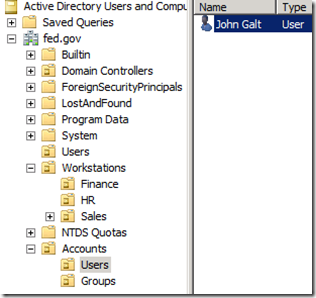 Active Directory Users and Compu
Saved Queries
fed.gov
Builtin
Domain Controllers
ForeignSecurityPrincipals
LostAndFound
Program Data
System
Users
Workstations
Finance
HR
Sales
NTDS Quotas
Accounts
Users
Groups
Name Type
John Galt User